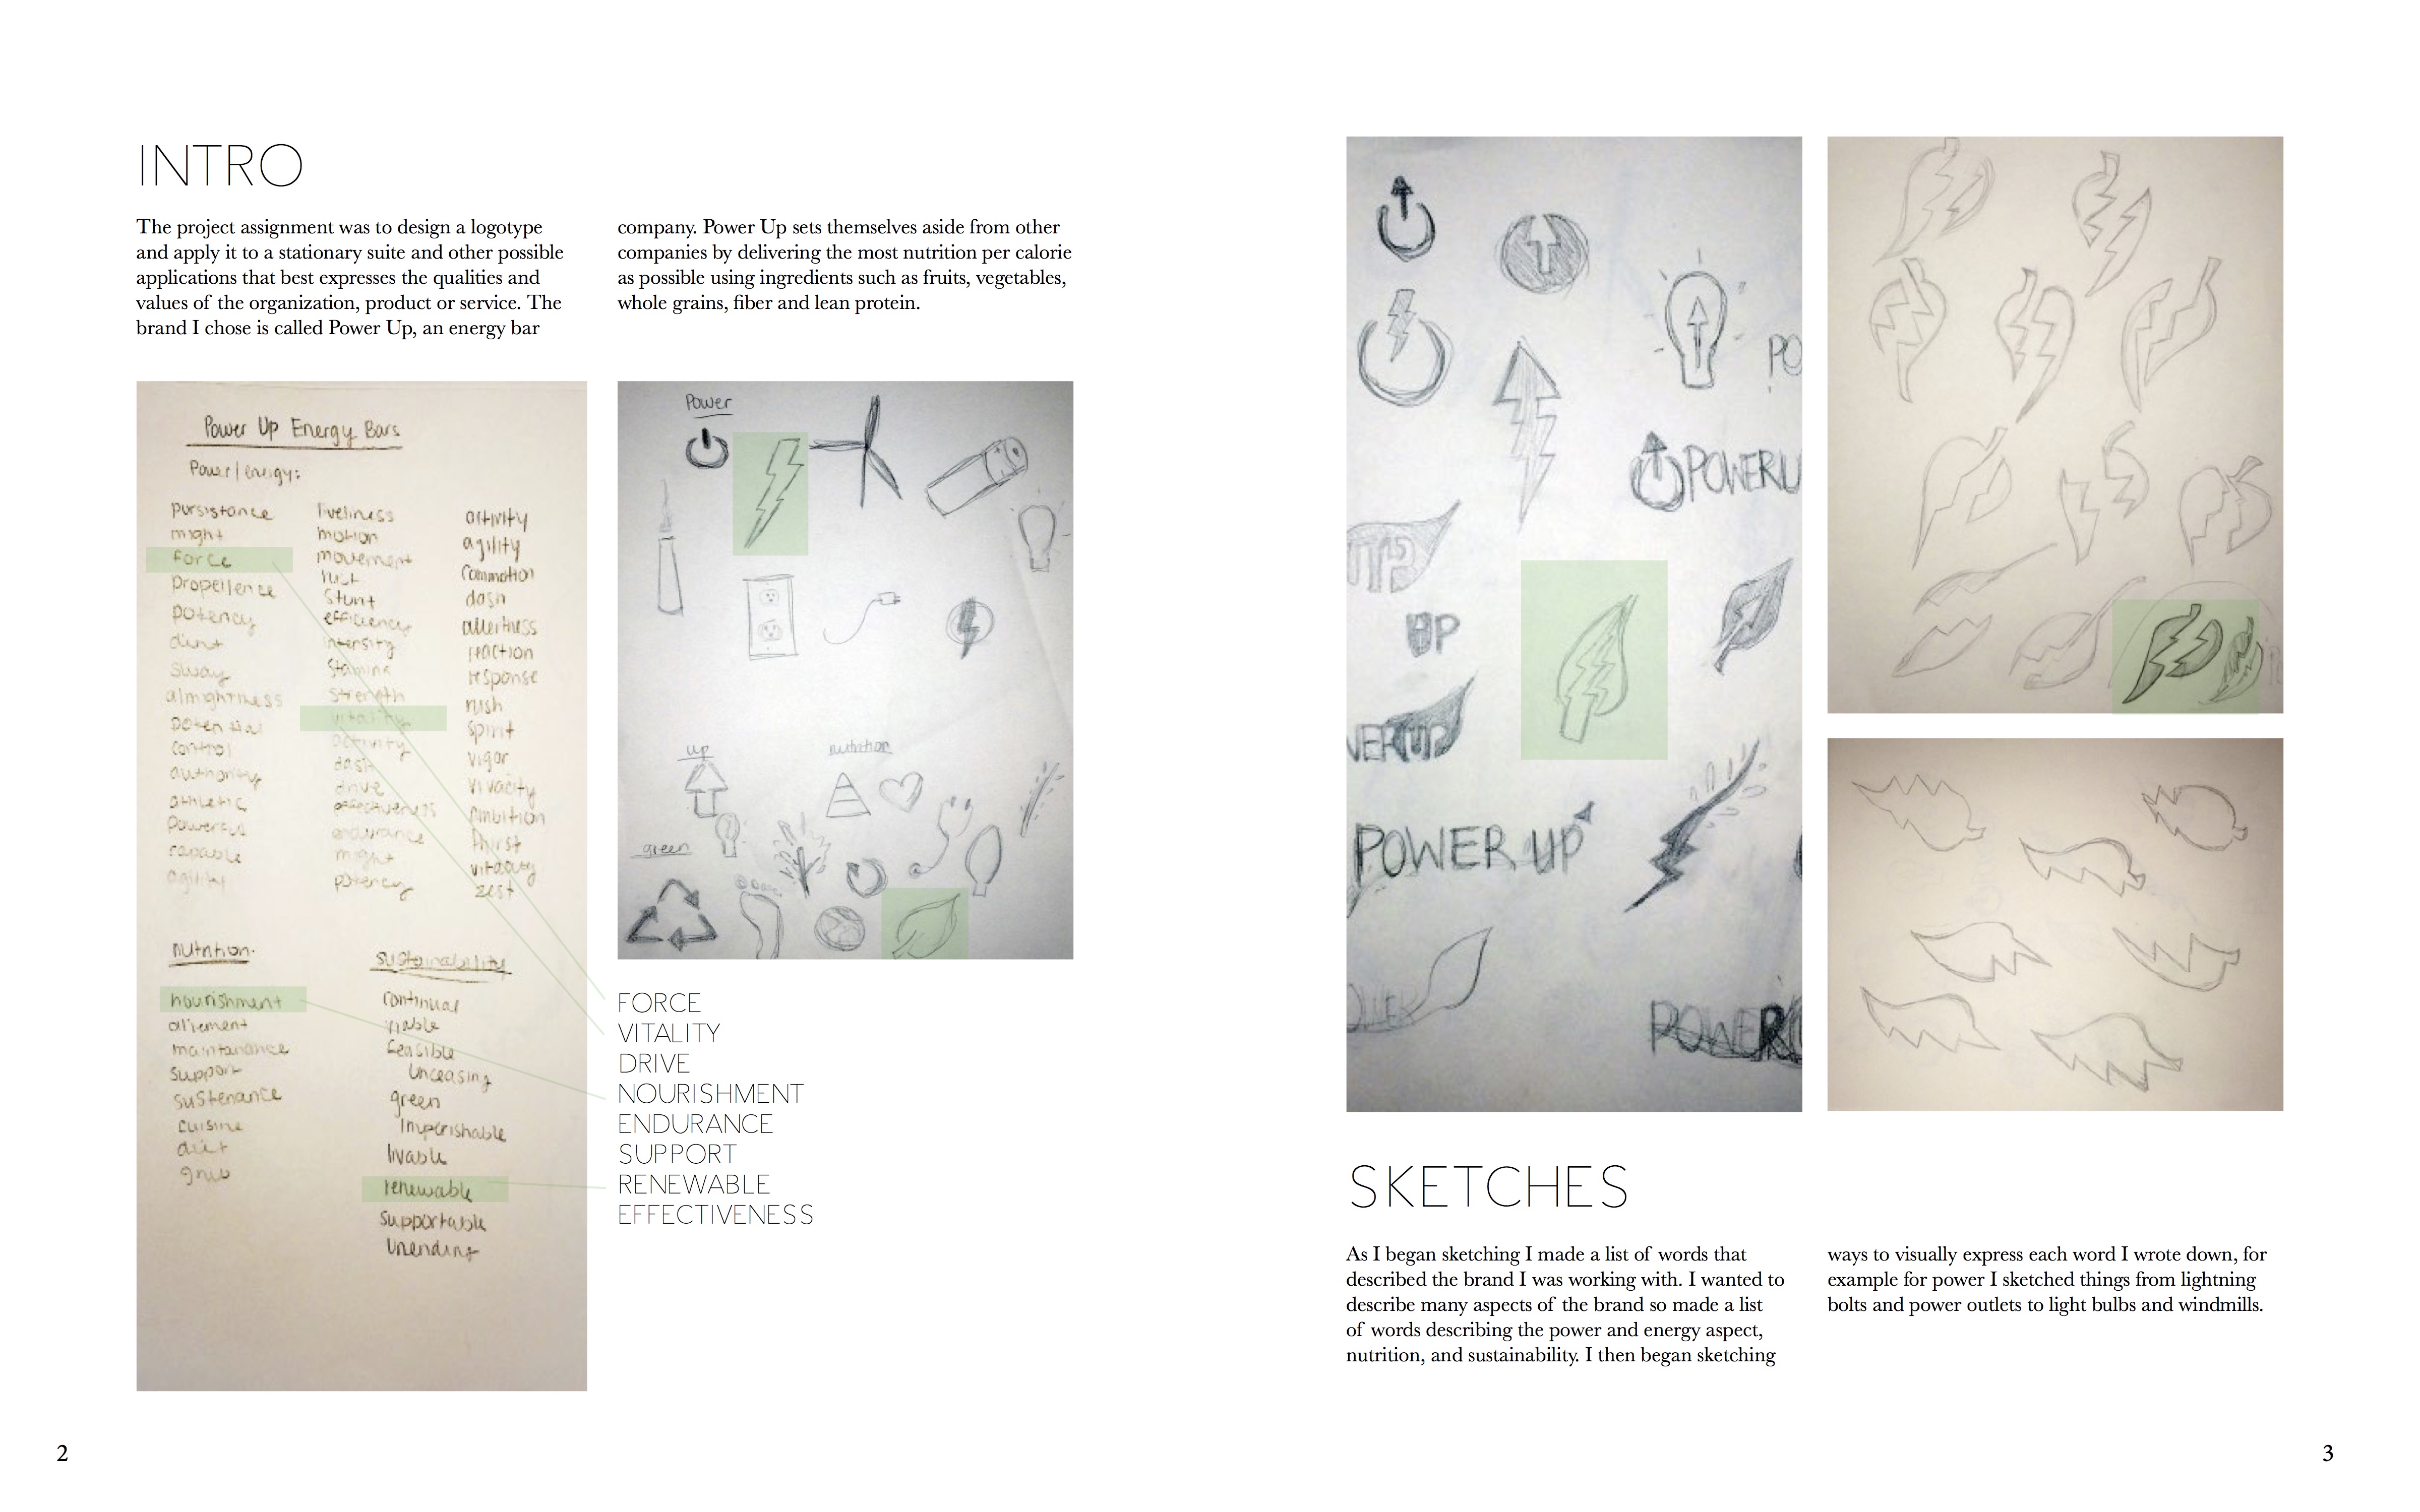 INTRO
The project assignment was to design a logotype
and apply it to a stationary suite and other possible
applications that best expresses the qualities and
values of the organization, product or service. The
brand I chose is called Power Up, an energy bar
company. Power Up sets themselves aside from other
companies by delivering the most nutrition per calorie
as possible using ingredients such as fruits, vegetables,
whole grains, fiber and lean protein.
Power Up Energy Bars
Power/energy:
persistance
might
force
propellence
potency
dint
sway
almightiness
potential
control
authority
athletic
powerful
capable
agility
liveliness
motion
movement
Stunt
efficiency
intensity
stamina
strength
vitality
activity
dash
drive
effectiveness
endurance
might
potency
activity
agility
Commotion
dash
reaction
response
rush
spirit
vigor
vivacity
Ambition
thirst
vitality
zest
nutrition
nourishment
aliement
maintanance
support
sustenance
cuisine
diet
sustainability
continual
viable
feasible
Unceasing
green
Imperishable
livable
renewable
Supportable
Unending
Power
up
nutrition
green
FORCE
VITALITY
DRIVE
NOURISHMENT
ENDURANCE
SUPPORT
RENEWABLE
EFFECTIVENESS
2
PO
POWERU
UP
UP
VER UP
POWER UP
POWER
SKETCHES
As I began sketching I made a list of words that
described the brand I was working with. I wanted to
describe many aspects of the brand so made a list
of words describing the power and energy aspect,
nutrition, and sustainability. I then began sketching
ways to visually express each word I wrote down, for
example for power I sketched things from lightning
bolts and power outlets to light bulbs and windmills.
3